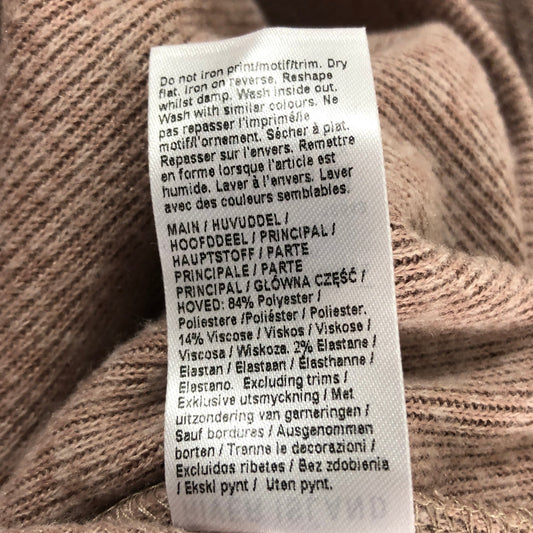 Do not iron print/motif/trim. Dry
flat. Iron on reverse. Reshape
whilst damp. Wash inside out.
Wash with similar colours. Ne
pas repasser l'imprimé/le
motif/l'ornement. Sécher à plat.
Repasser sur l'envers. Remettre
en forme lorsque l'article est
humide. Laver à l'envers. Laver
avec des couleurs semblables.
MAIN / HUVUDDEL /
HOOFDDEEL / PRINCIPAL /
HAUPTSTOFF / PARTE
PRINCIPALE / PARTE
PRINCIPAL / GŁÓWNA CZĘŚĆ /
HOVED: 84% Polyester /
Poliestere /Poliéster / Poliester.
14% Viscose / Viskos / Viskose /
Viscosa / Wiskoza. 2% Elastane /
Elastan / Elastaan / Elasthanne /
Elastano. Excluding trims /
Exklusive utsmyckning / Met
uitzondering van garneringen /
Sauf bordures / Ausgenommen
borten / Tranne le decorazioni /
Excluidos ribetes / Bez zdobienia
/ Ekskl pynt / Uten pynt.
RIVER ISLAND